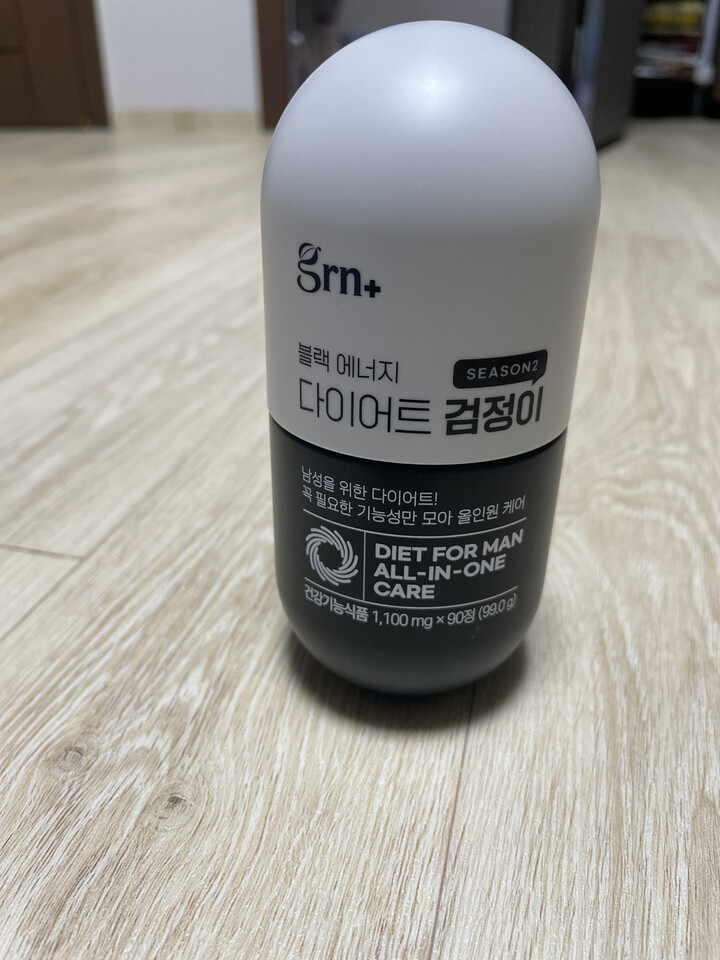 grn+
블랙 에너지
SEASON2
다이어트 검정이
남성을 위한 다이어트!
꼭 필요한 기능성만 모아 올인원 케어
DIET FOR MAN
ALL-IN-ONE
CARE
건강기능식품 1,100 mg × 90정 (99.0 g)